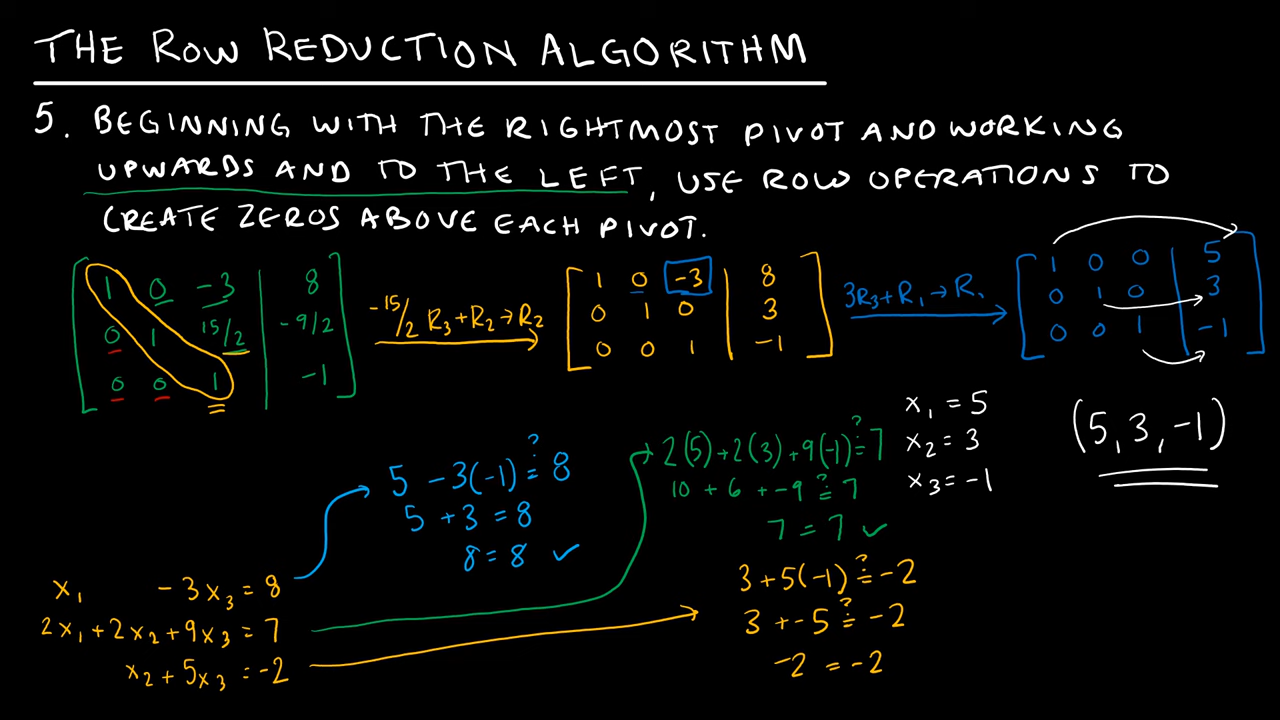 THE ROW REDUCTION ALGORITHM
5. BEGINNING WITH THE RIGHTMOST PIVOT AND WORKING
UPWARDS AND TO THE LEFT, USE ROW OPERATIONS TO
CREATE ZEROS ABOVE EACH PIVOT.
1 0 -3 | 8
0 1 15/2 | -9/2
0 0 1 | -1
-15/2 R₃+R₂→R₂
1 0 -3 | 8
0 1 0 | 3
0 0 1 | -1
3R₃+R₁→R₁
1 0 0 | 5
0 1 0 | 3
0 0 1 | -1
x₁ = 5
x₂ = 3
x₃ = -1
(5, 3, -1)
5 -3(-1) ≟ 8
5 +3 = 8
8 = 8 ✓
2(5)+2(3)+9(-1) ≟ 7
10 + 6 + -9 ≟ 7
7 = 7 ✓
3+5(-1) ≟ -2
3 + -5 ≟ -2
-2 = -2
x₁ -3x₃ = 8
2x₁+2x₂+9x₃ = 7
x₂+5x₃ = -2